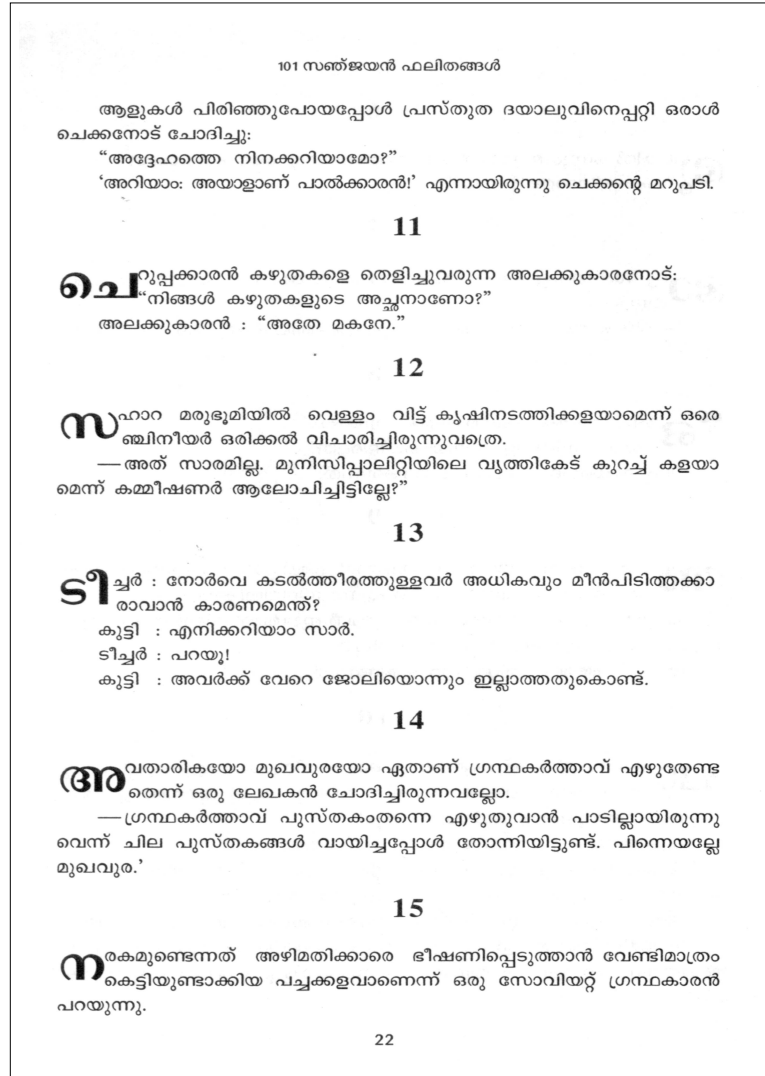 101 സഞ്ജയൻ ഫലിതങ്ങൾ
ആളുകൾ പിരിഞ്ഞുപോയപ്പോൾ പ്രസ്തുത ദയാലുവിനെപ്പറ്റി ഒരാൾ
ചെക്കനോട് ചോദിച്ചു:
“അദ്ദേഹത്തെ നിനക്കറിയാമോ?”
‘അറിയാം: അയാളാണ് പാൽക്കാരൻ!’ എന്നായിരുന്നു ചെക്കന്റെ മറുപടി.
11
ചെറുപ്പക്കാരൻ കഴുതകളെ തെളിച്ചുവരുന്ന അലക്കുകാരനോട്:
“നിങ്ങൾ കഴുതകളുടെ അച്ഛനാണോ?”
അലക്കുകാരൻ : “അതേ മകനേ.”
12
സഹാറ മരുഭൂമിയിൽ വെള്ളം വിട്ട് കൃഷിനടത്തിക്കളയാമെന്ന് ഒരെ
ഞ്ചിനീയർ ഒരിക്കൽ വിചാരിച്ചിരുന്നുവത്രെ.
—അത് സാരമില്ല. മുനിസിപ്പാലിറ്റിയിലെ വൃത്തികേട് കുറച്ച് കളയാ
മെന്ന് കമ്മീഷണർ ആലോചിച്ചിട്ടില്ലേ?”
13
ടീച്ചർ : നോർവെ കടൽത്തീരത്തുള്ളവർ അധികവും മീൻപിടിത്തക്കാ
രാവാൻ കാരണമെന്ത്?
കുട്ടി : എനിക്കറിയാം സാർ.
ടീച്ചർ : പറയൂ!
കുട്ടി : അവർക്ക് വേറെ ജോലിയൊന്നും ഇല്ലാത്തതുകൊണ്ട്.
14
അവതാരികയോ മുഖവുരയോ ഏതാണ് ഗ്രന്ഥകർത്താവ് എഴുതേണ്ട
തെന്ന് ഒരു ലേഖകൻ ചോദിച്ചിരുന്നവല്ലോ.
—ഗ്രന്ഥകർത്താവ് പുസ്തകംതന്നെ എഴുതുവാൻ പാടില്ലായിരുന്നു
വെന്ന് ചില പുസ്തകങ്ങൾ വായിച്ചപ്പോൾ തോന്നിയിട്ടുണ്ട്. പിന്നെയല്ലേ
മുഖവുര.’
15
നരകമുണ്ടെന്നത് അഴിമതിക്കാരെ ഭീഷണിപ്പെടുത്താൻ വേണ്ടിമാത്രം
കെട്ടിയുണ്ടാക്കിയ പച്ചക്കളവാണെന്ന് ഒരു സോവിയറ്റ് ഗ്രന്ഥകാരൻ
പറയുന്നു.
22